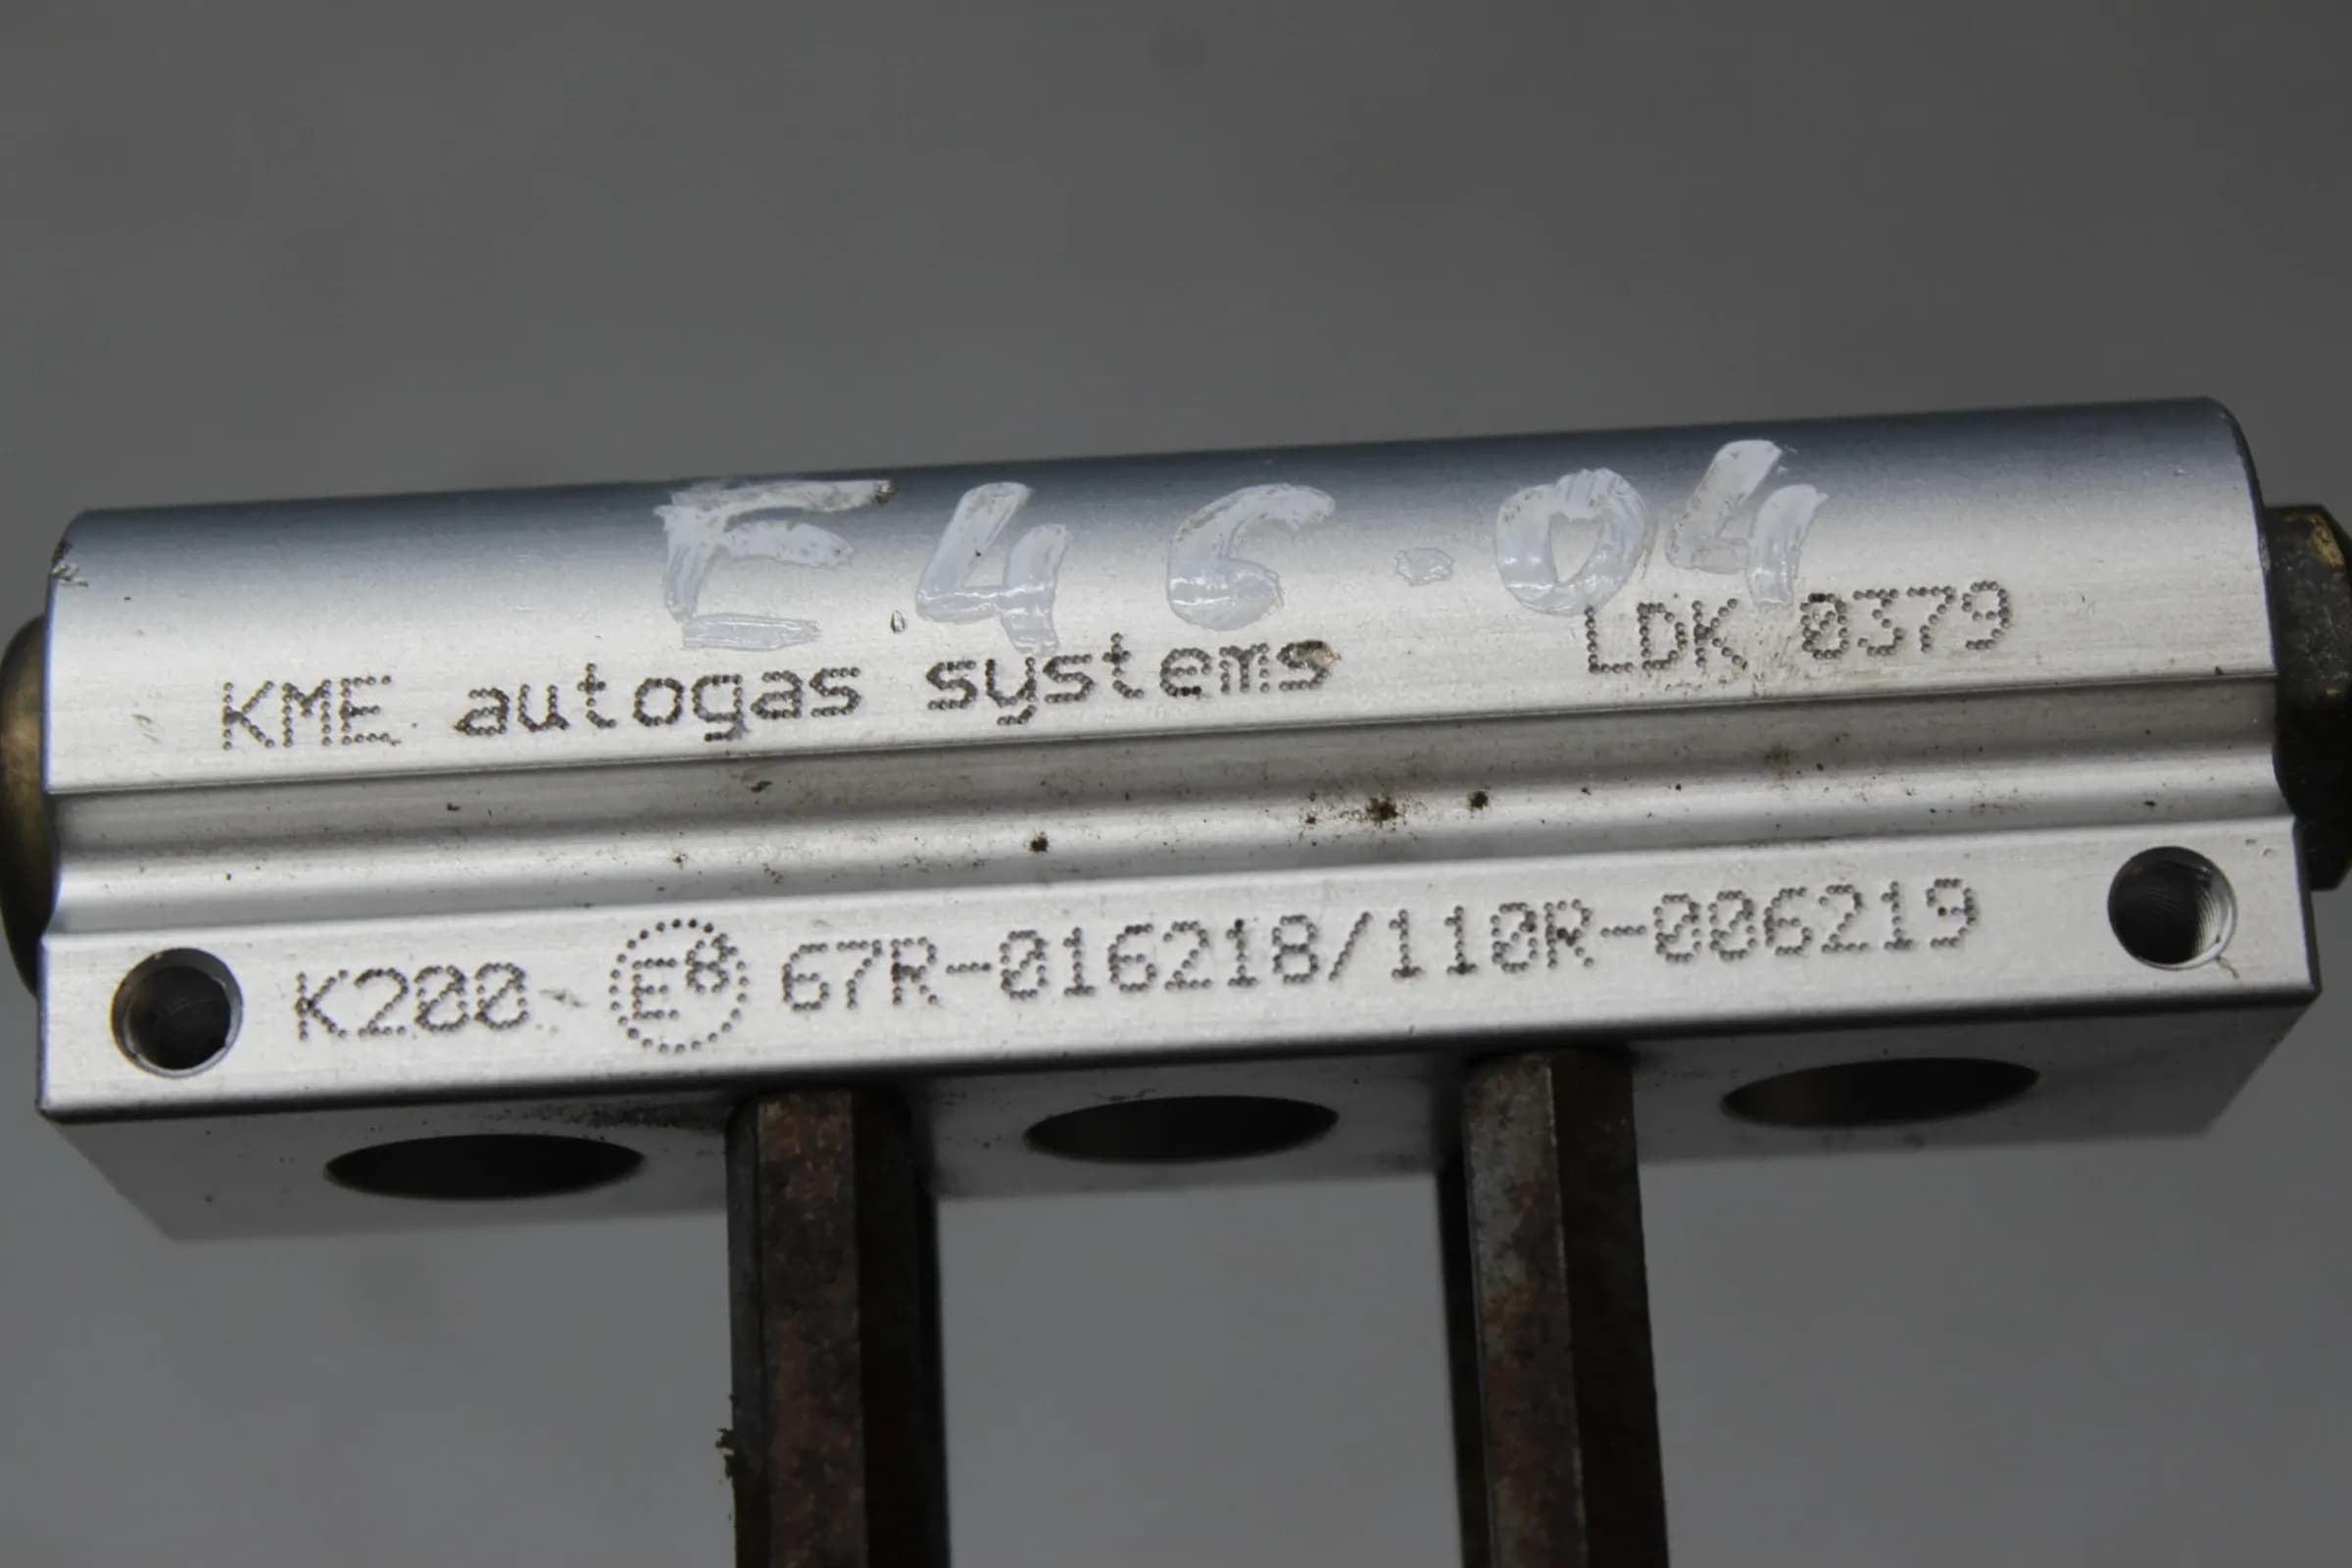 E46-04
KME autogas systems LDK 0379
K200 E8 67R-016218/110R-006219